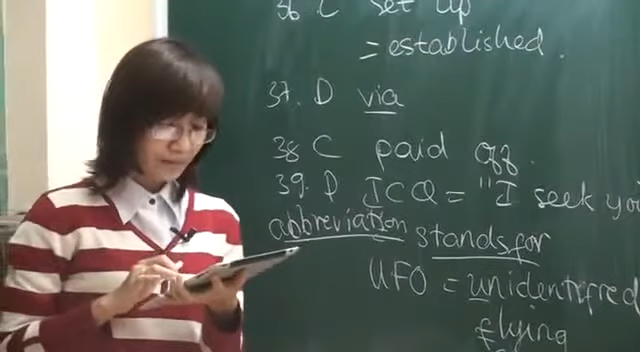 36 C set up
= established.
37. D via
38 C paid off.
39. D ICQ = "I seek you
abbreviation stands for
UFO = unidentified
flying